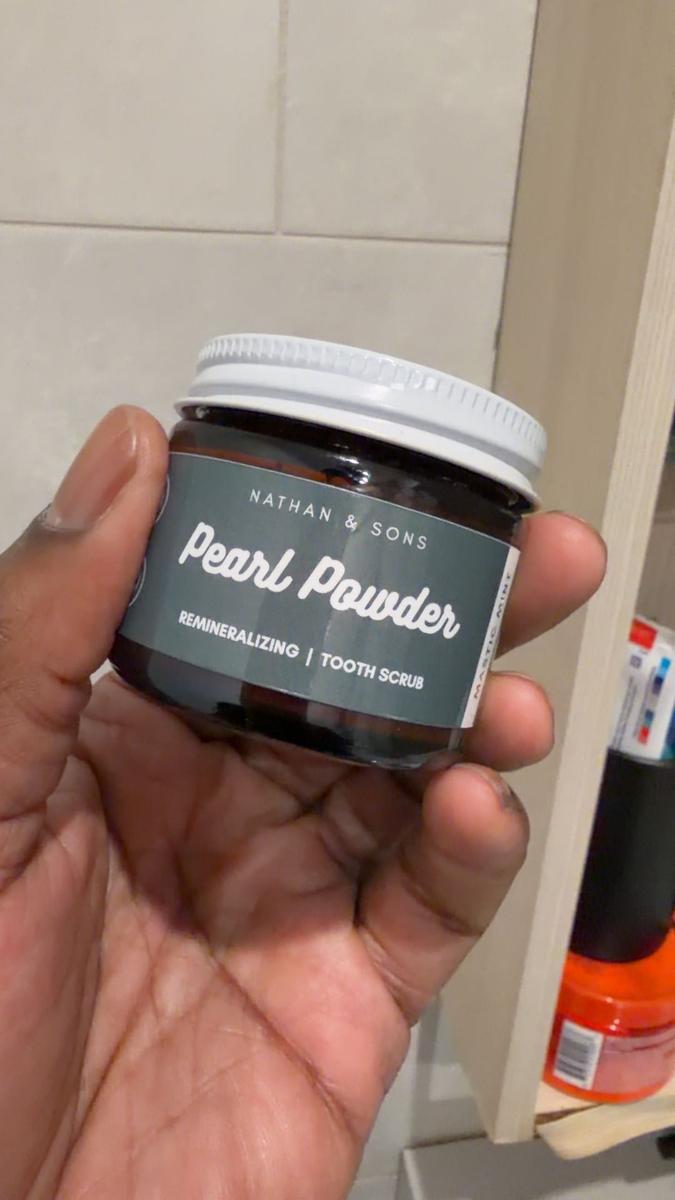 NATHAN & SONS
Pearl Powder
REMINERALIZING | TOOTH SCRUB
MASTIC MINT